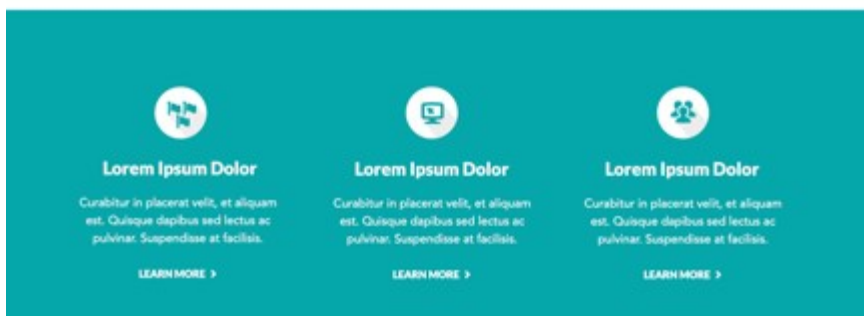 Lorem Ipsum Dolor
Curabitur in placerat velit, et aliquam
est. Quisque dapibus sed lectus ac
pulvinar. Suspendisse at facilisis.
LEARN MORE >
Lorem Ipsum Dolor
Curabitur in placerat velit, et aliquam
est. Quisque dapibus sed lectus ac
pulvinar. Suspendisse at facilisis.
LEARN MORE >
Lorem Ipsum Dolor
Curabitur in placerat velit, et aliquam
est. Quisque dapibus sed lectus ac
pulvinar. Suspendisse at facilisis.
LEARN MORE >